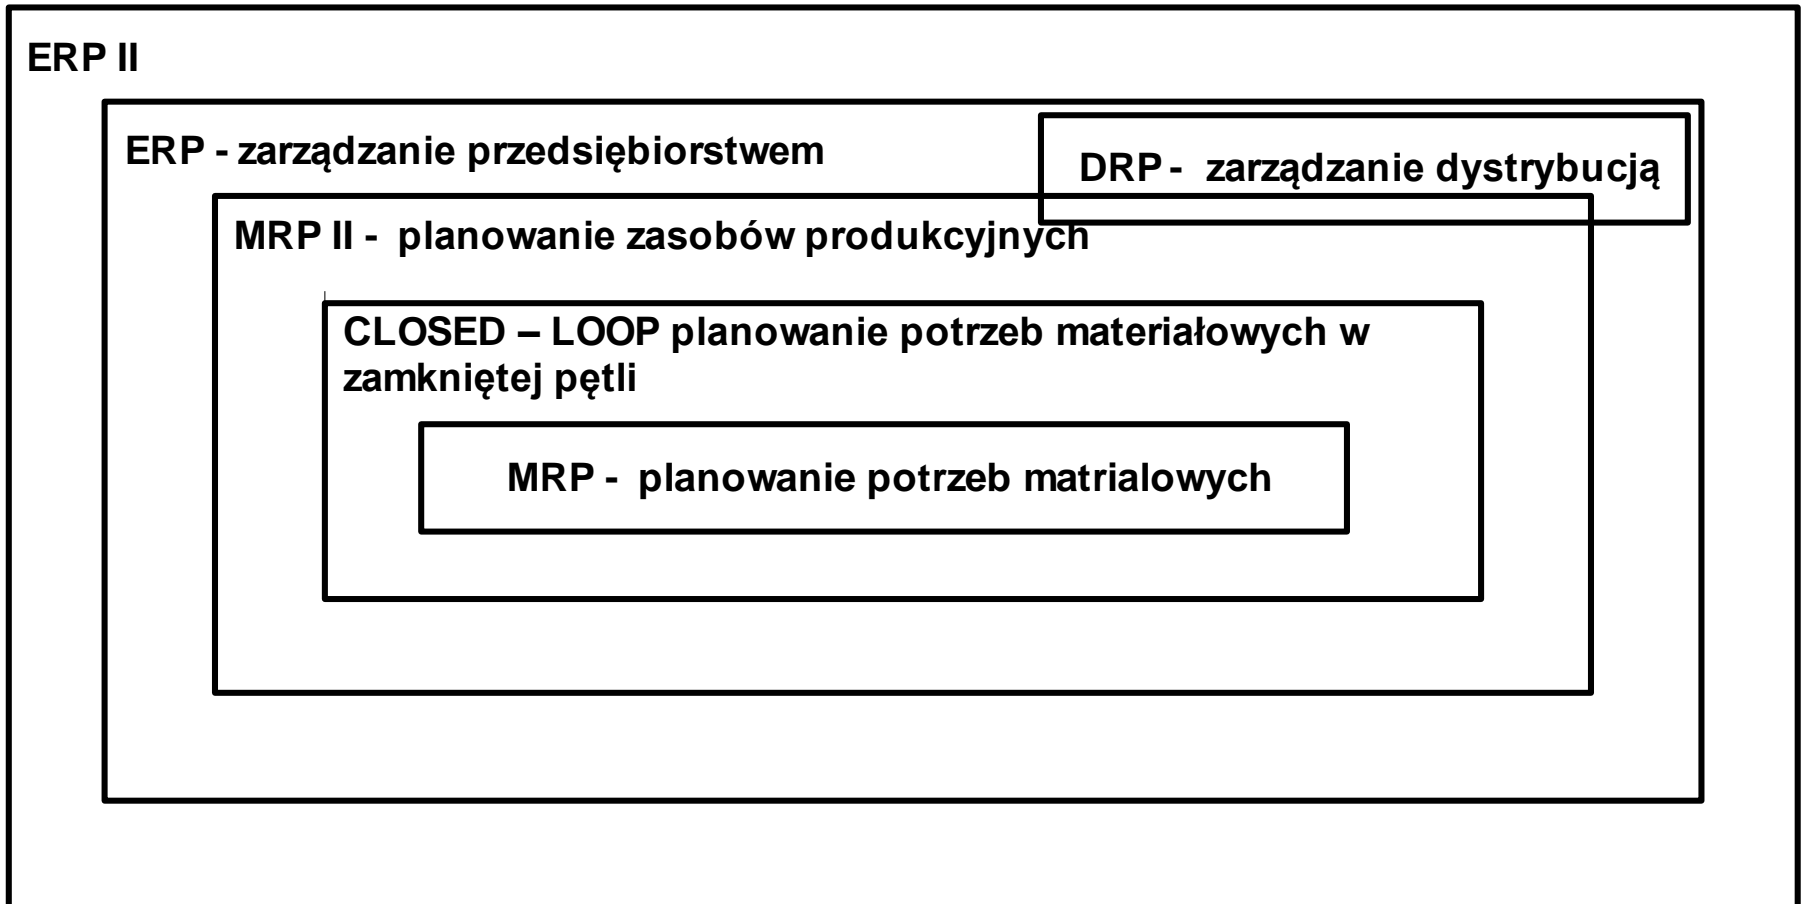 ERP II
ERP - zarządzanie przedsiębiorstwem
DRP - zarządzanie dystrybucją
MRP II - planowanie zasobów produkcyjnych
CLOSED – LOOP planowanie potrzeb materiałowych w
zamkniętej pętli
MRP - planowanie potrzeb matrialowych